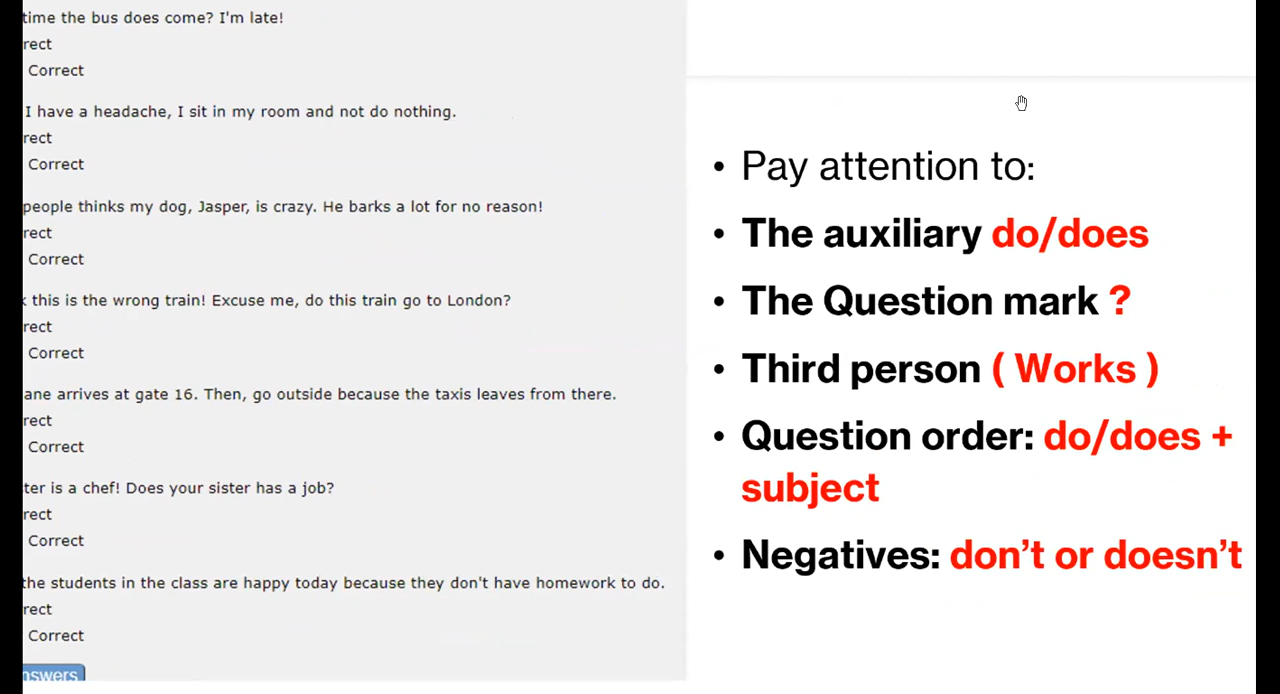 time the bus does come? I'm late!
rect
Correct
I have a headache, I sit in my room and not do nothing.
rect
Correct
people thinks my dog, Jasper, is crazy. He barks a lot for no reason!
rect
Correct
this is the wrong train! Excuse me, do this train go to London?
rect
Correct
ane arrives at gate 16. Then, go outside because the taxis leaves from there.
rect
Correct
ter is a chef! Does your sister has a job?
rect
Correct
the students in the class are happy today because they don't have homework to do.
rect
Correct
nswers
• Pay attention to:
• The auxiliary do/does
• The Question mark ?
• Third person ( Works )
• Question order: do/does +
subject
• Negatives: don’t or doesn’t